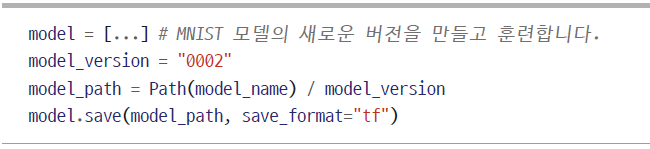 model = [...] # MNIST 모델의 새로운 버전을 만들고 훈련합니다.
model_version = "0002"
model_path = Path(model_name) / model_version
model.save(model_path, save_format="tf")